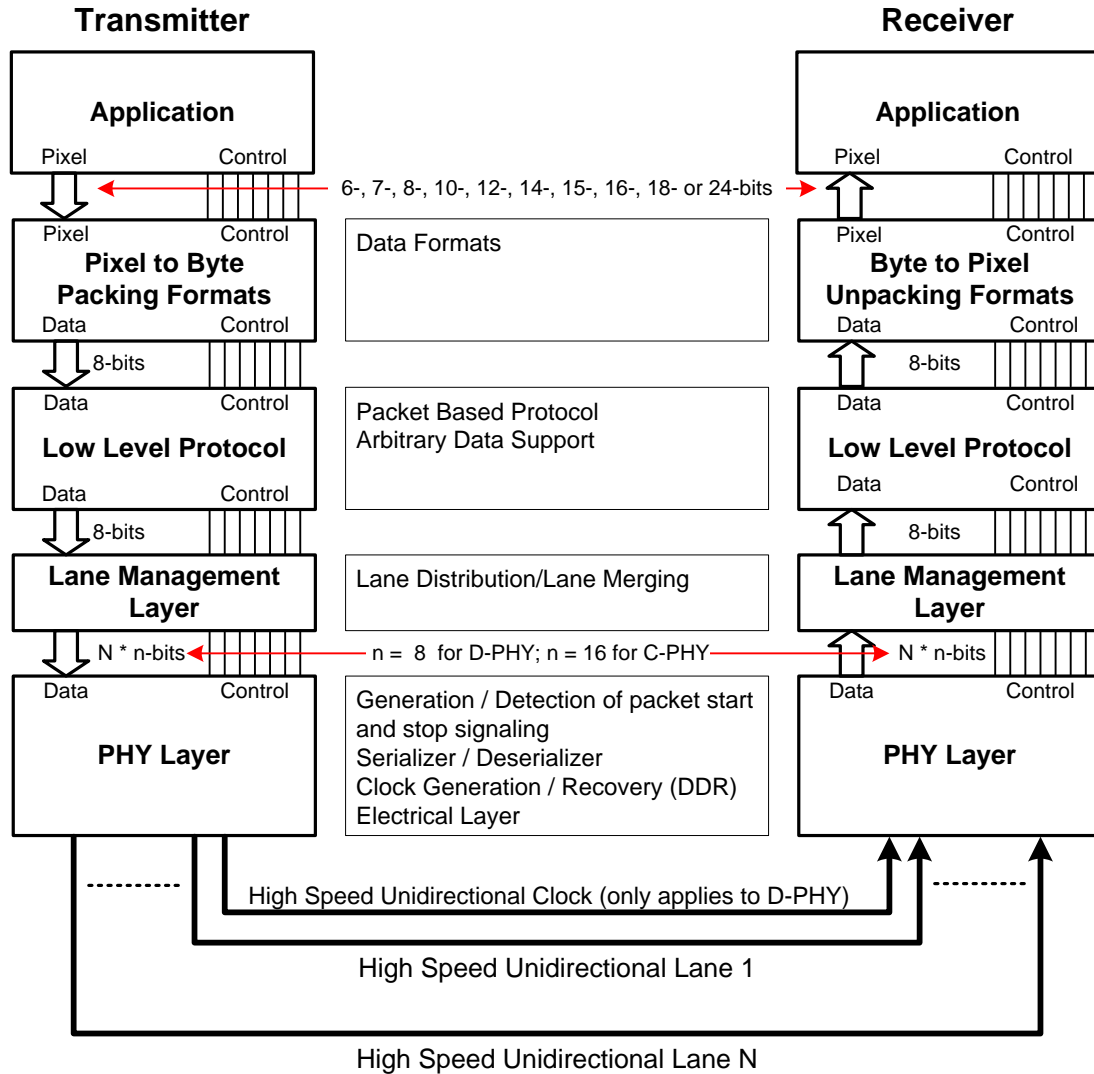 Transmitter
Receiver
Application
Pixel
Control
Application
Pixel
Control
6-, 7-, 8-, 10-, 12-, 14-, 15-, 16-, 18- or 24-bits
Pixel
Control
Pixel to Byte
Packing Formats
Data
Control
Data Formats
Pixel
Control
Byte to Pixel
Unpacking Formats
Data
Control
8-bits
8-bits
Data
Control
Low Level Protocol
Data
Control
Packet Based Protocol
Arbitrary Data Support
Data
Control
Low Level Protocol
Data
Control
8-bits
8-bits
Lane Management
Layer
Lane Distribution/Lane Merging
Lane Management
Layer
N * n-bits
n = 8 for D-PHY; n = 16 for C-PHY
N * n-bits
Data
Control
PHY Layer
Generation / Detection of packet start
and stop signaling
Serializer / Deserializer
Clock Generation / Recovery (DDR)
Electrical Layer
Data
Control
PHY Layer
High Speed Unidirectional Clock (only applies to D-PHY)
High Speed Unidirectional Lane 1
High Speed Unidirectional Lane N